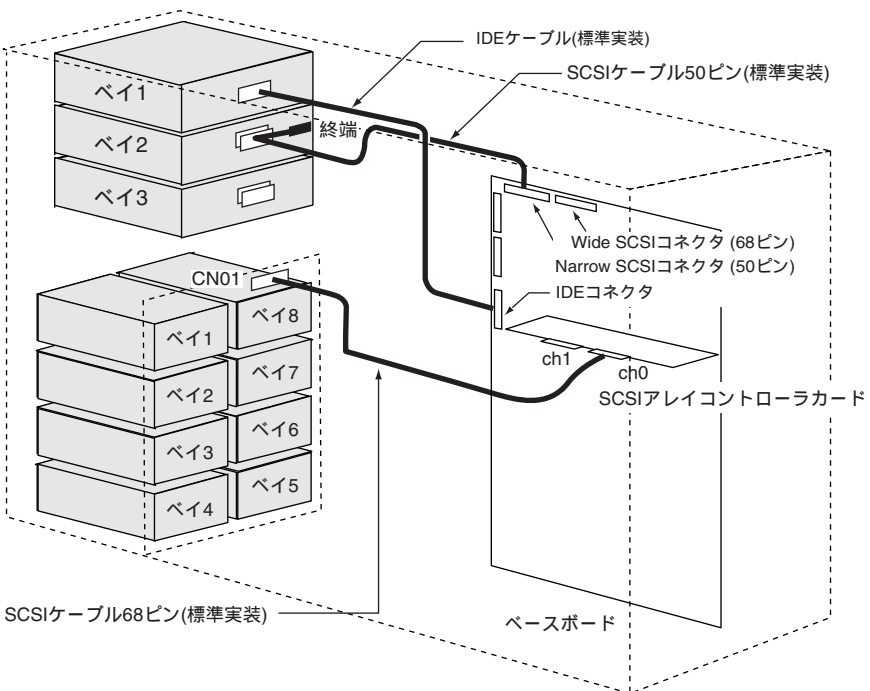 IDEケーブル(標準実装)
SCSIケーブル50ピン(標準実装)
ベイ1
終端
ベイ2
ベイ3
Wide SCSIコネクタ (68ピン)
Narrow SCSIコネクタ (50ピン)
IDEコネクタ
CN01
ベイ8
ベイ1
ch1
ch0
ベイ7
ベイ2
SCSIアレイコントローラカード
ベイ6
ベイ3
ベイ5
ベイ4
SCSIケーブル68ピン(標準実装)
ベースボード